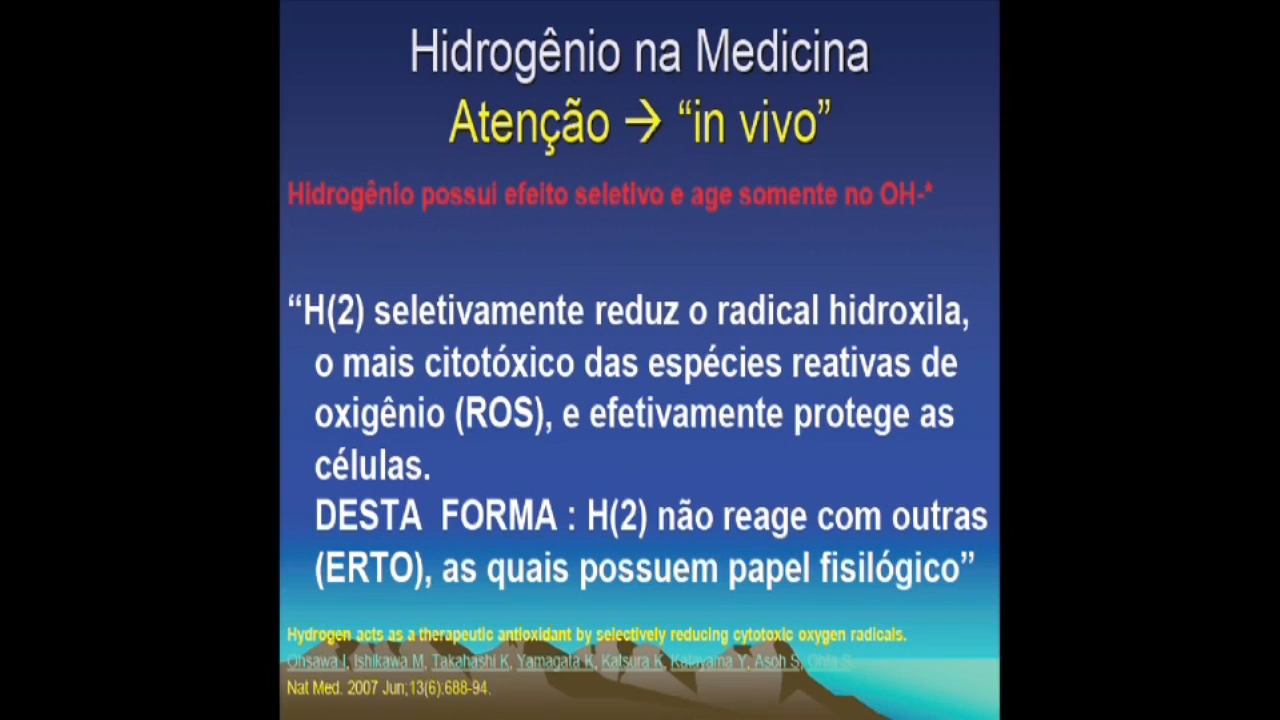 Hidrogênio na Medicina
Atenção → “in vivo”
Hidrogênio possui efeito seletivo e age somente no OH-*
“H(2) seletivamente reduz o radical hidroxila,
o mais citotóxico das espécies reativas de
oxigênio (ROS), e efetivamente protege as
células.
DESTA FORMA : H(2) não reage com outras
(ERTO), as quais possuem papel fisilógico”
Hydrogen acts as a therapeutic antioxidant by selectively reducing cytotoxic oxygen radicals.
Ohsawa I, Ishikawa M, Takahashi K, Yamagata K, Katsura K, Katayama Y, Asoh S, Ohta S.
Nat Med. 2007 Jun;13(6):688-94.